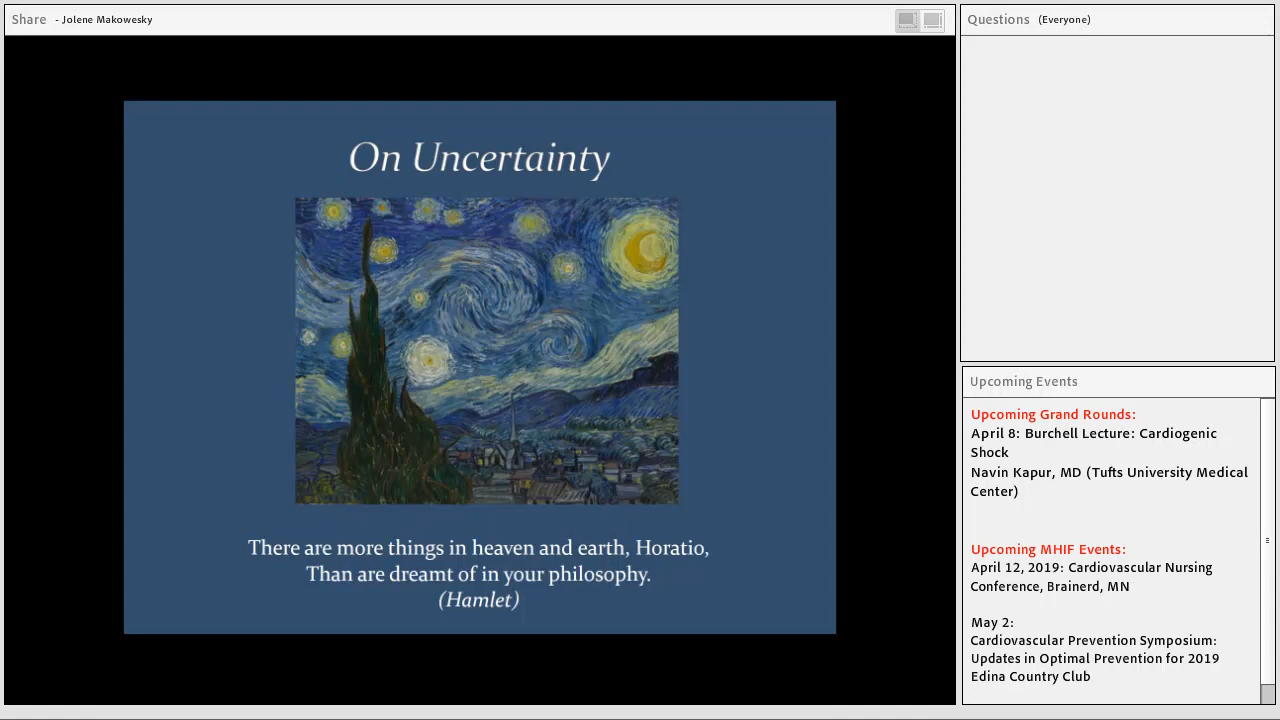 Share - Jolene Makowesky
On Uncertainty
There are more things in heaven and earth, Horatio,
Than are dreamt of in your philosophy.
(Hamlet)
Questions (Everyone)
Upcoming Events
Upcoming Grand Rounds:
April 8: Burchell Lecture: Cardiogenic
Shock
Navin Kapur, MD (Tufts University Medical
Center)
Upcoming MHIF Events:
April 12, 2019: Cardiovascular Nursing
Conference, Brainerd, MN
May 2:
Cardiovascular Prevention Symposium:
Updates in Optimal Prevention for 2019
Edina Country Club